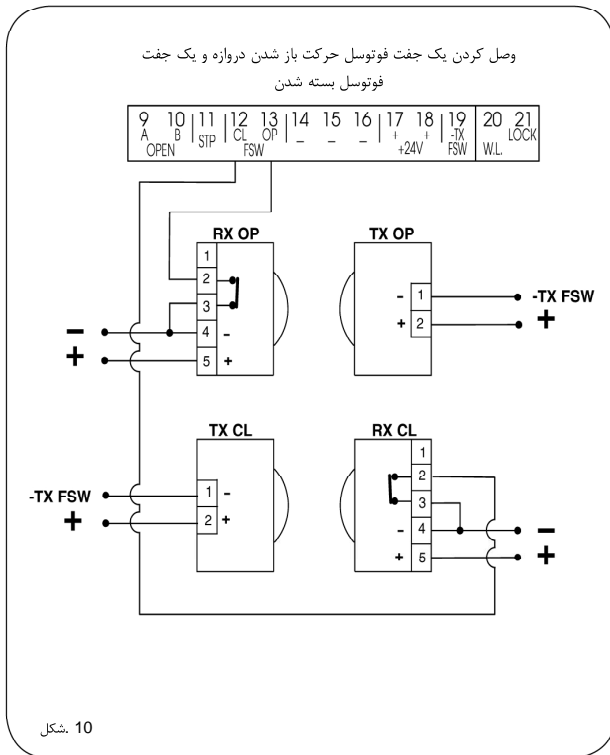 وصل کردن یک جفت فوتوسل حرکت باز شدن دروازه و یک جفت
فوتوسل بسته شدن
9 10 11 12 13 14 15 16 17 18 19 20 21
A B STP CL OP - - - + + -TX LOCK
OPEN FSW +24V FSW W.L.
RX OP TX OP
1
2
3
4 -
5 +
- 1 -TX FSW
+ 2 +
-
+
TX CL RX CL
-TX FSW 1 -
+ 2 +
1
2
3
- 4 -
+ 5 +
شکل. 10